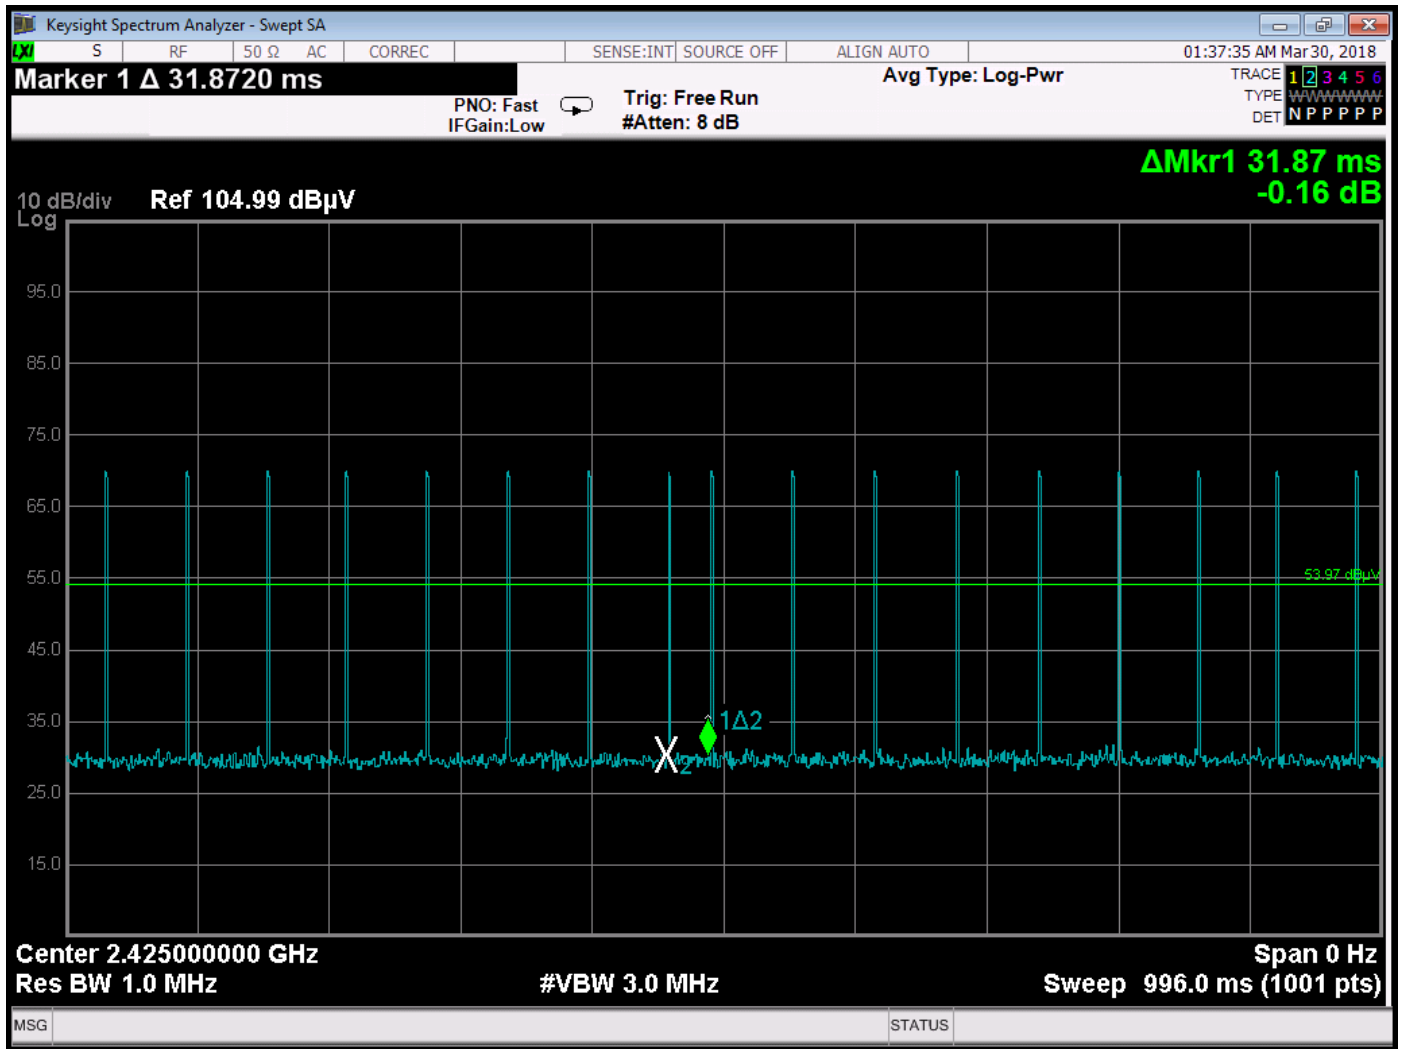 Keysight Spectrum Analyzer - Swept SA
LXI S RF 50 Ω AC CORREC SENSE:INT SOURCE OFF ALIGN AUTO 01:37:35 AM Mar 30, 2018
Marker 1 Δ 31.8720 ms
PNO: Fast
IFGain:Low
Trig: Free Run
#Atten: 8 dB
Avg Type: Log-Pwr
TRACE 1 2 3 4 5 6
TYPE WWWWWW
DET N P P P P P
ΔMkr1 31.87 ms
-0.16 dB
10 dB/div Ref 104.99 dBµV
Log
95.0
85.0
75.0
65.0
55.0
53.97 dBµV
45.0
35.0
1Δ2
X2
25.0
15.0
Center 2.425000000 GHz Span 0 Hz
Res BW 1.0 MHz #VBW 3.0 MHz Sweep 996.0 ms (1001 pts)
MSG STATUS